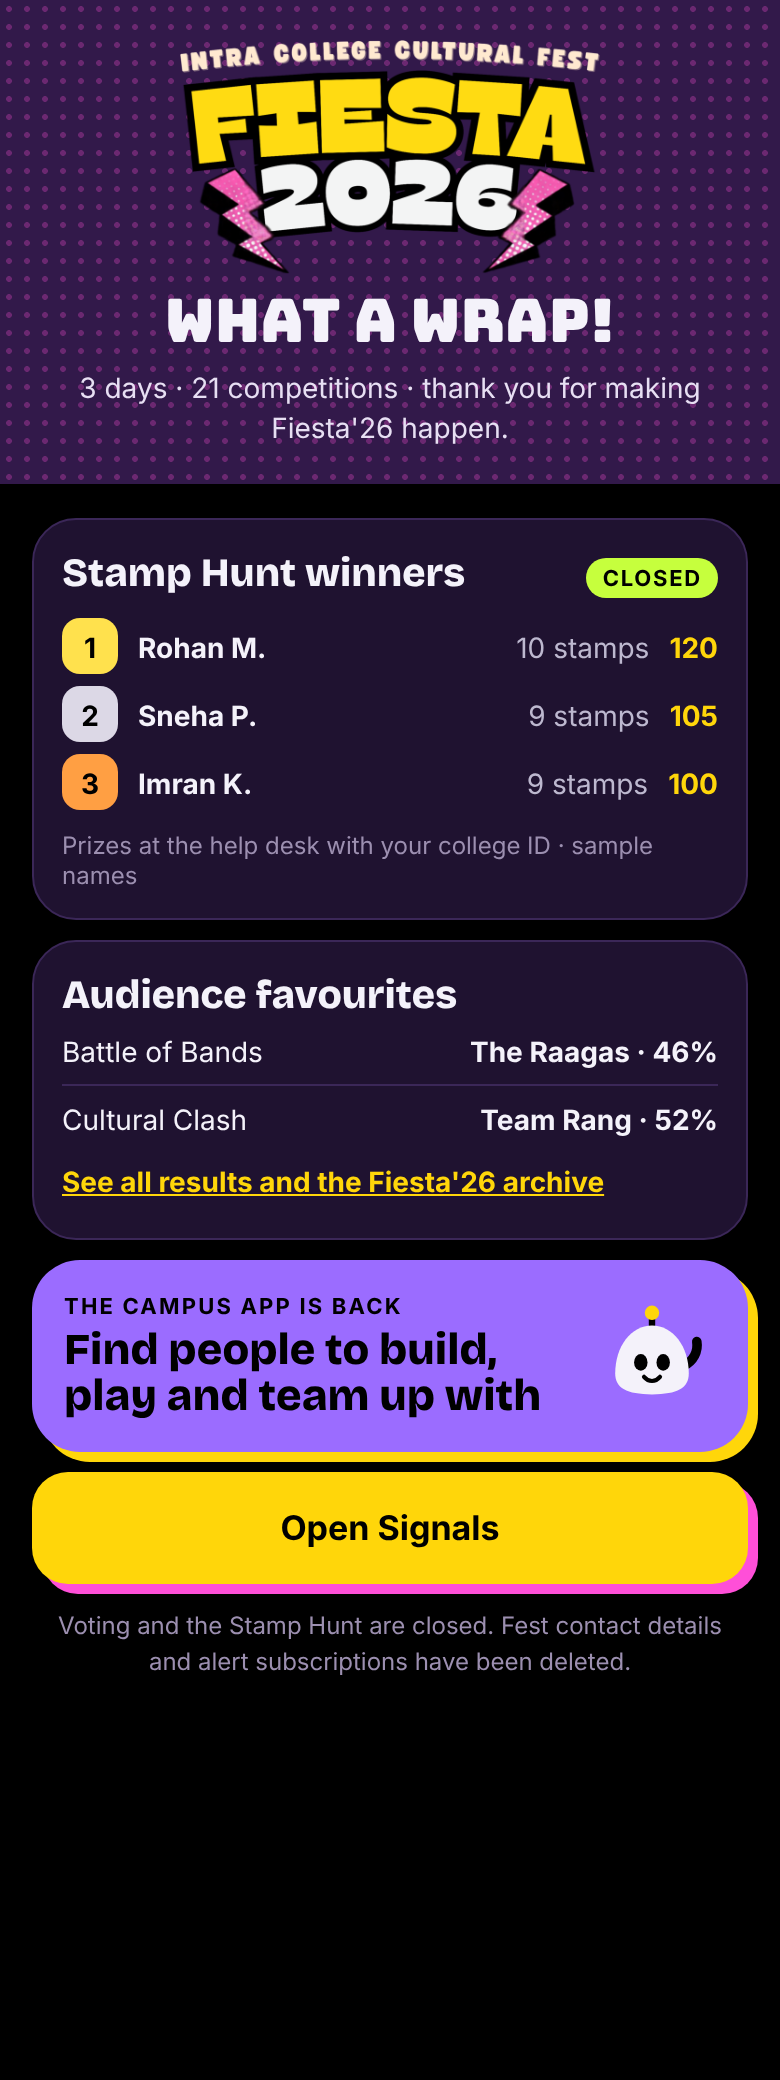 INTRA COLLEGE CULTURAL FEST
FIESTA
2026
WHAT A WRAP!
3 days · 21 competitions · thank you for making
Fiesta'26 happen.
Stamp Hunt winners
CLOSED
1 Rohan M. 10 stamps 120
2 Sneha P. 9 stamps 105
3 Imran K. 9 stamps 100
Prizes at the help desk with your college ID · sample
names
Audience favourites
Battle of Bands The Raagas · 46%
Cultural Clash Team Rang · 52%
See all results and the Fiesta'26 archive
THE CAMPUS APP IS BACK
Find people to build,
play and team up with
Open Signals
Voting and the Stamp Hunt are closed. Fest contact details
and alert subscriptions have been deleted.